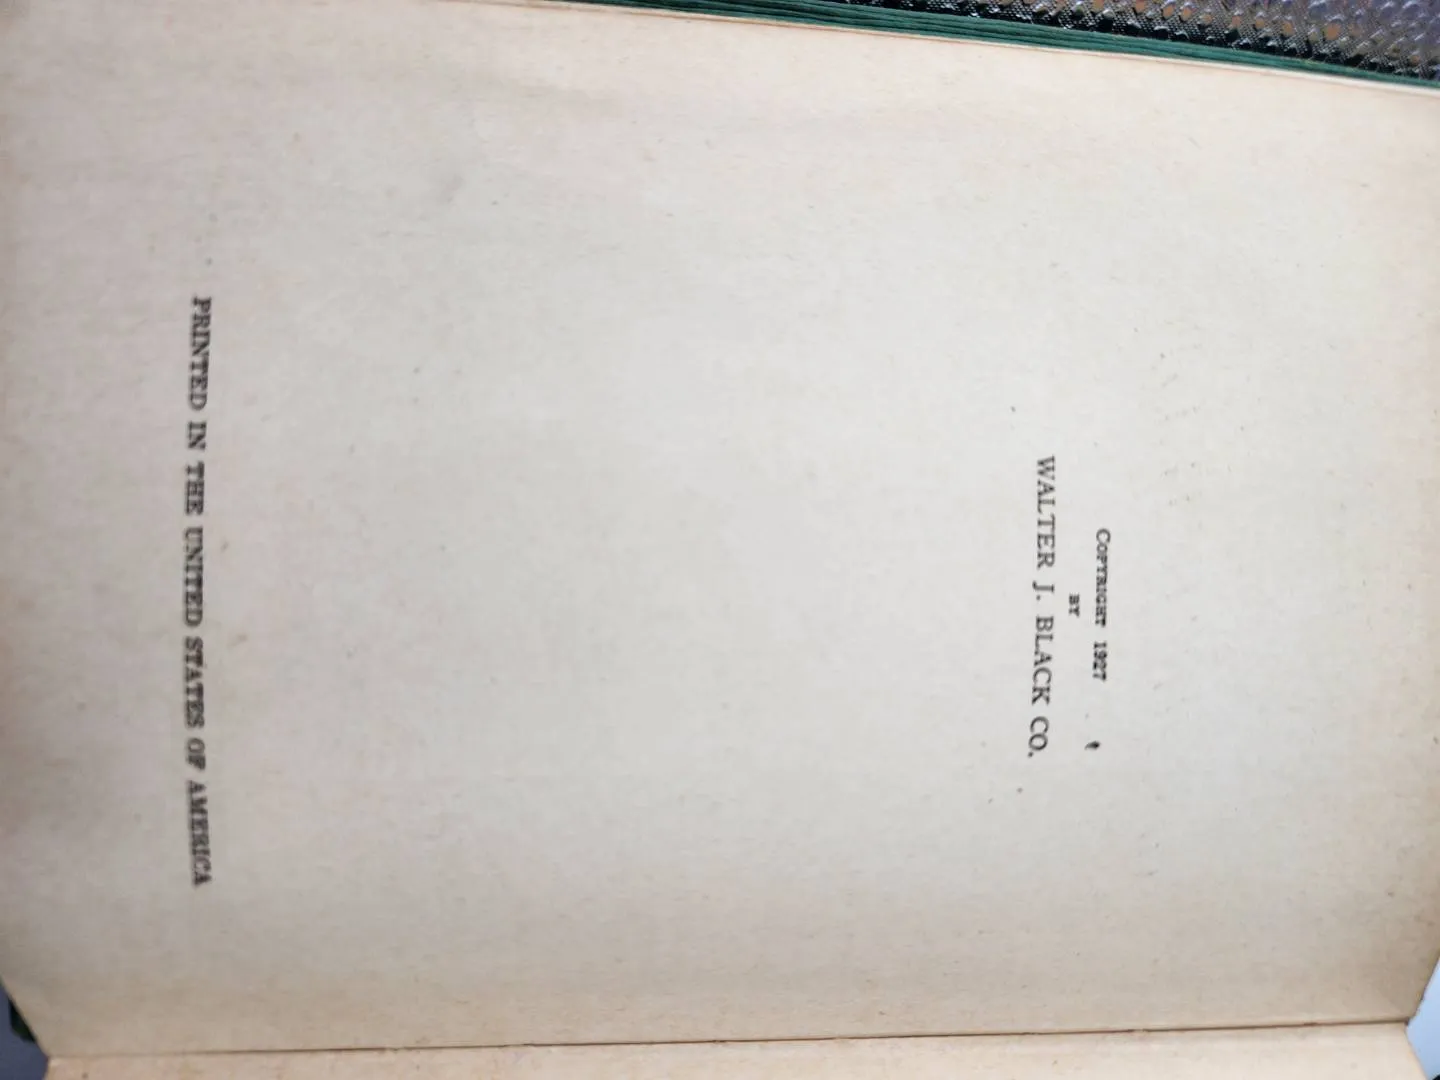 COPYRIGHT 1927
BY
WALTER J. BLACK CO.
PRINTED IN THE UNITED STATES OF AMERICA